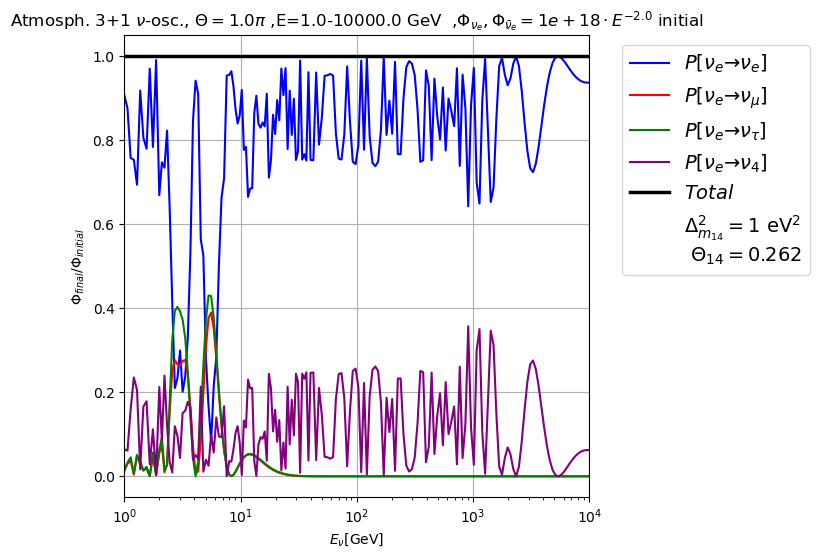 Atmosph. 3+1 ν-osc., Θ = 1.0π ,E=1.0-10000.0 GeV ,Φ_{ν_e}, Φ_{ν̄_e} = 1e + 18 · E^{−2.0} initial
Φ_{final}/Φ_{initial}
1.0
0.8
0.6
0.4
0.2
0.0
10^0
10^1
10^2
10^3
10^4
E_ν[GeV]
P[ν_e→ν_e]
P[ν_e→ν_μ]
P[ν_e→ν_τ]
P[ν_e→ν_4]
Total
Δ^2_{m_{14}} = 1 eV^2
Θ_{14} = 0.262